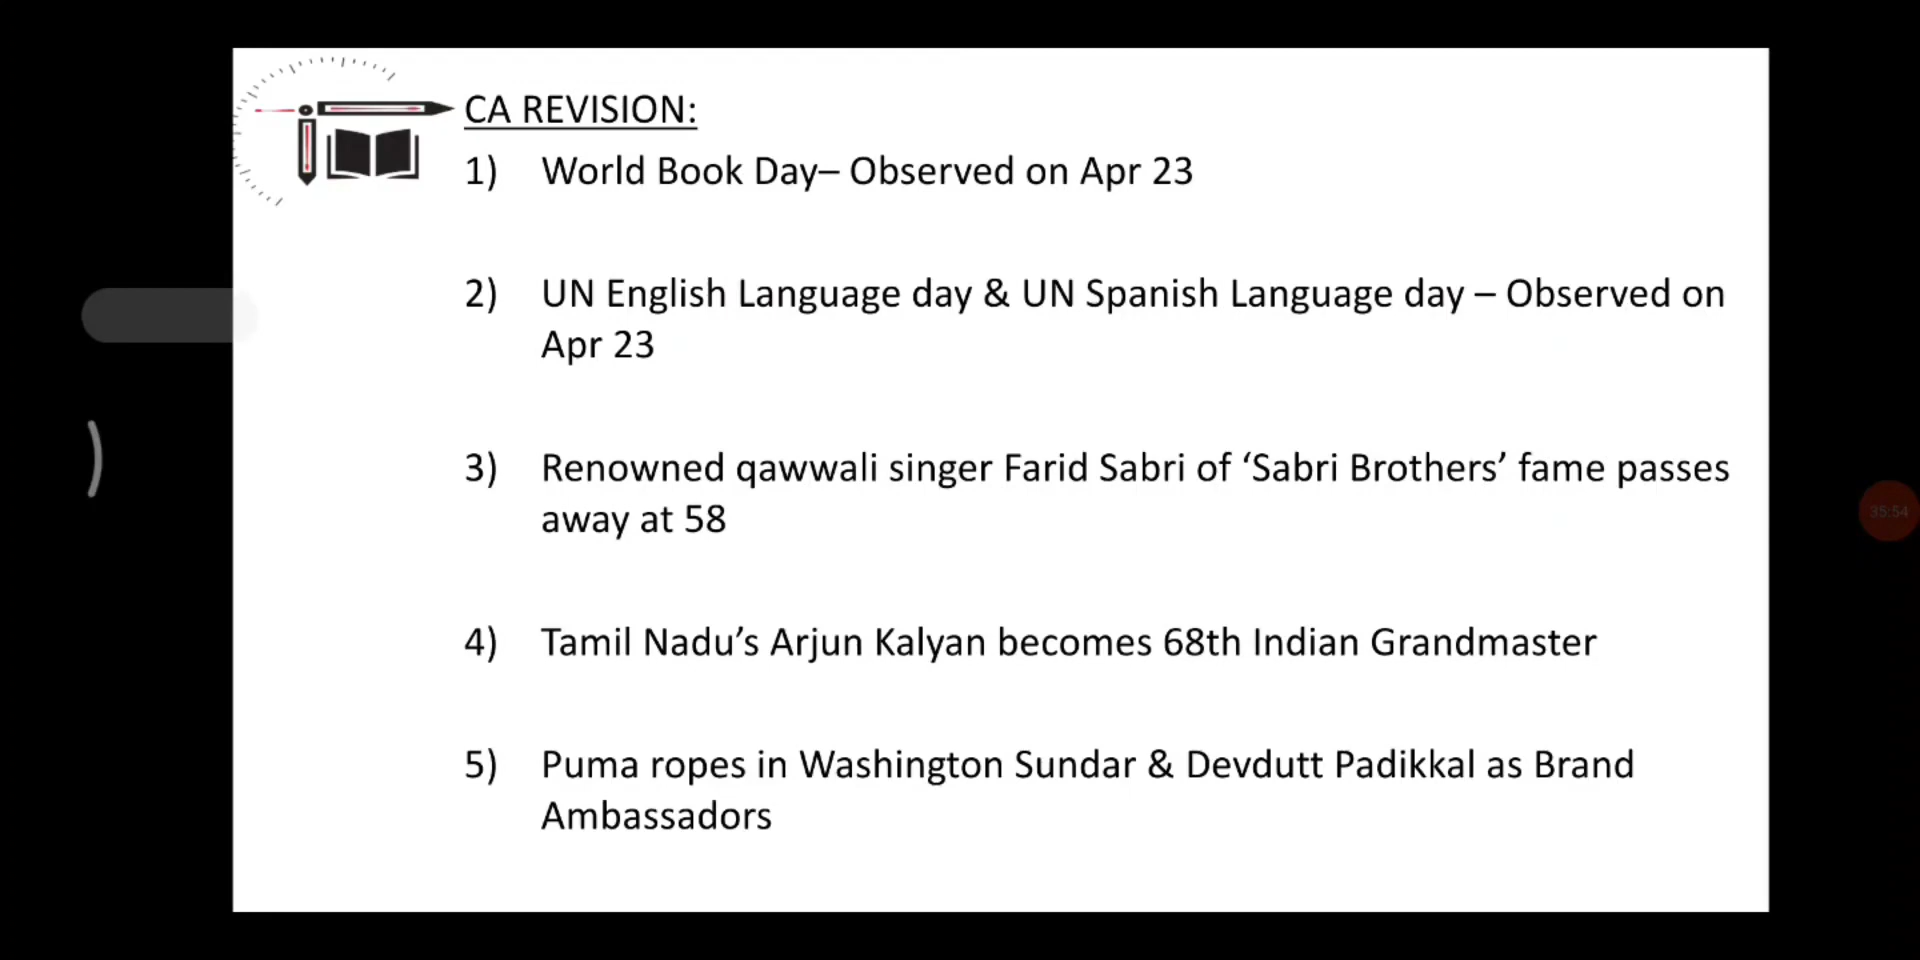 CA REVISION:
1) World Book Day– Observed on Apr 23
2) UN English Language day & UN Spanish Language day – Observed on
Apr 23
3) Renowned qawwali singer Farid Sabri of ‘Sabri Brothers’ fame passes
away at 58
4) Tamil Nadu’s Arjun Kalyan becomes 68th Indian Grandmaster
5) Puma ropes in Washington Sundar & Devdutt Padikkal as Brand
Ambassadors
35:54